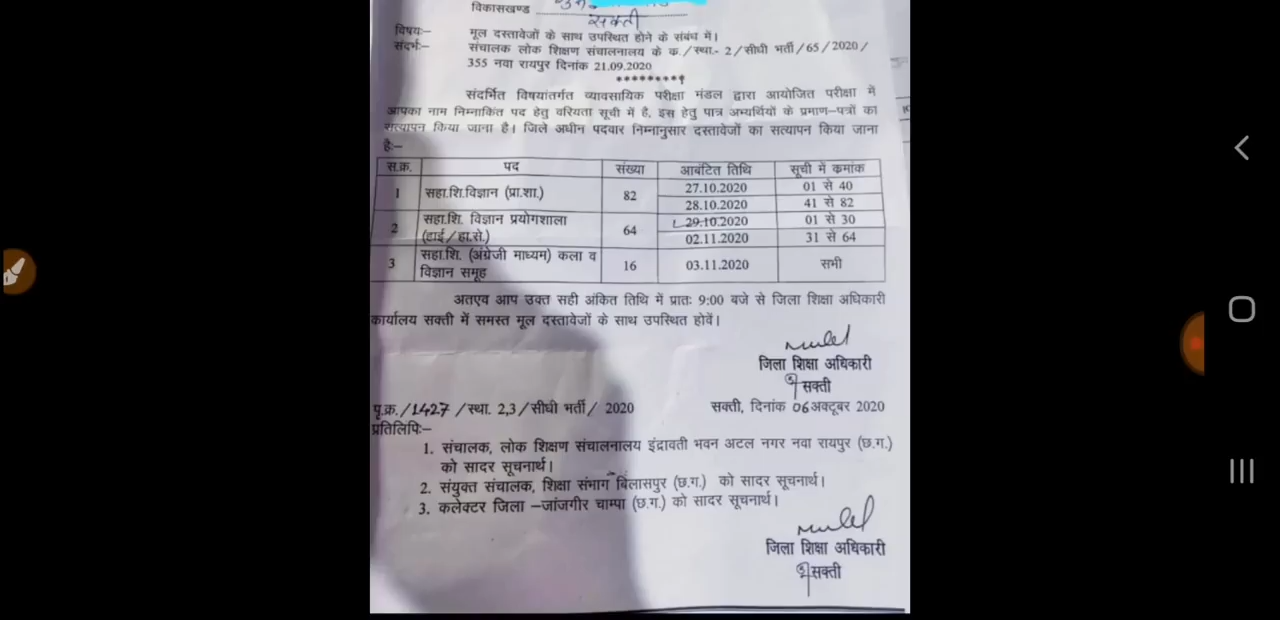 विकासखण्ड
सक्ती
विषयः— मूल दस्तावेजों के साथ उपस्थित होने के संबंध में।
संदर्भः— संचालक लोक शिक्षण संचालनालय के क./स्था.- 2/सीधी भर्ती/65/2020/
355 नवा रायपुर दिनांक 21.09.2020
*********
संदर्भित विषयांतर्गत व्यावसायिक परीक्षा मंडल द्वारा आयोजित परीक्षा में
आपका नाम निम्नांकित पद हेतु वरियता सूची में है, इस हेतु पात्र अभ्यर्थियों के प्रमाण–पत्रों का
सत्यापन किया जाना है। जिले अधीन पदवार निम्नानुसार दस्तावेजों का सत्यापन किया जाना
हैः—
स.क्र. पद संख्या आबंटित तिथि सूची में कमांक
1 सहा.शि.विज्ञान (प्रा.शा.) 82 27.10.2020 01 से 40
28.10.2020 41 से 82
2 सहा.शि. विज्ञान प्रयोगशाला (हाई/हा.से.) 64 29.10.2020 01 से 30
02.11.2020 31 से 64
3 सहा.शि. (अंग्रेजी माध्यम) कला व विज्ञान समूह 16 03.11.2020 सभी
अतएव आप उक्त सही अंकित तिथि में प्रातः 9:00 बजे से जिला शिक्षा अधिकारी
कार्यालय सक्ती में समस्त मूल दस्तावेजों के साथ उपस्थित होवें।
जिला शिक्षा अधिकारी
सक्ती
पृ.क्र./1427/स्था. 2,3/सीधी भर्ती/ 2020 सक्ती, दिनांक 06 अक्टूबर 2020
प्रतिलिपिः—
1. संचालक, लोक शिक्षण संचालनालय इंद्रावती भवन अटल नगर नवा रायपुर (छ.ग.)
को सादर सूचनार्थ।
2. संयुक्त संचालक, शिक्षा संभाग बिलासपुर (छ.ग.) को सादर सूचनार्थ।
3. कलेक्टर जिला –जांजगीर चाम्पा (छ.ग.) को सादर सूचनार्थ।
जिला शिक्षा अधिकारी
सक्ती